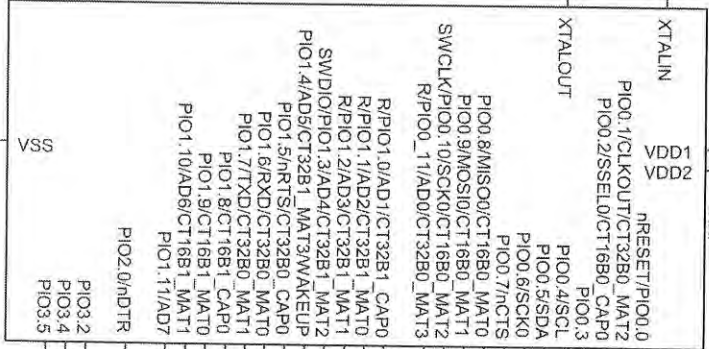 XTALIN
XTALOUT
VDD1
VDD2
VSS
nRESET/PIO0.0
PIO0.1/CLKOUT/CT32B0_MAT2
PIO0.2/SSEL0/CT16B0_CAP0
PIO0.3
PIO0.4/SCL
PIO0.5/SDA
PIO0.6/SCK0
PIO0.7/nCTS
PIO0.8/MISO0/CT16B0_MAT0
PIO0.9/MOSI0/CT16B0_MAT1
SWCLK/PIO0.10/SCK0/CT16B0_MAT2
R/PIO0_11/AD0/CT32B0_MAT3
R/PIO1.0/AD1/CT32B1_CAP0
R/PIO1.1/AD2/CT32B1_MAT0
R/PIO1.2/AD3/CT32B1_MAT1
SWDIO/PIO1.3/AD4/CT32B1_MAT2
PIO1.4/AD5/CT32B1_MAT3/WAKEUP
PIO1.5/nRTS/CT32B0_CAP0
PIO1.6/RXD/CT32B0_MAT0
PIO1.7/TXD/CT32B0_MAT1
PIO1.8/CT16B1_CAP0
PIO1.9/CT16B1_MAT0
PIO1.10/AD6/CT16B1_MAT1
PIO1.11/AD7
PIO2.0/nDTR
PIO3.2
PIO3.4
PIO3.5